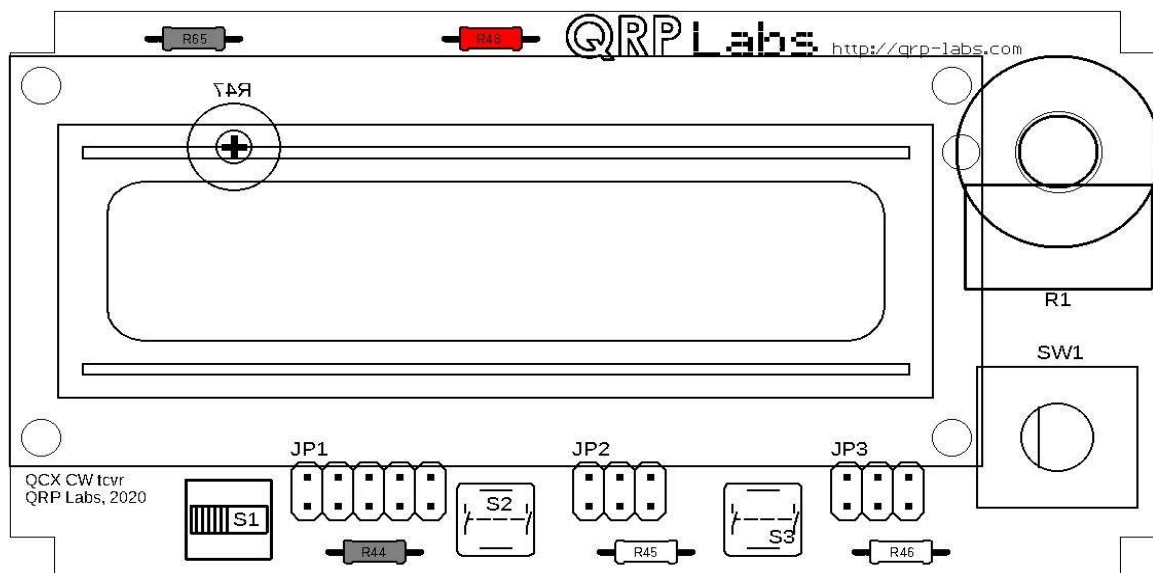 R65
R48
QRP Labs http://qrp-labs.com
R47
R1
SW1
JP1
JP2
JP3
QCX CW tcvr
QRP Labs, 2020
S1
S2
S3
R44
R45
R46